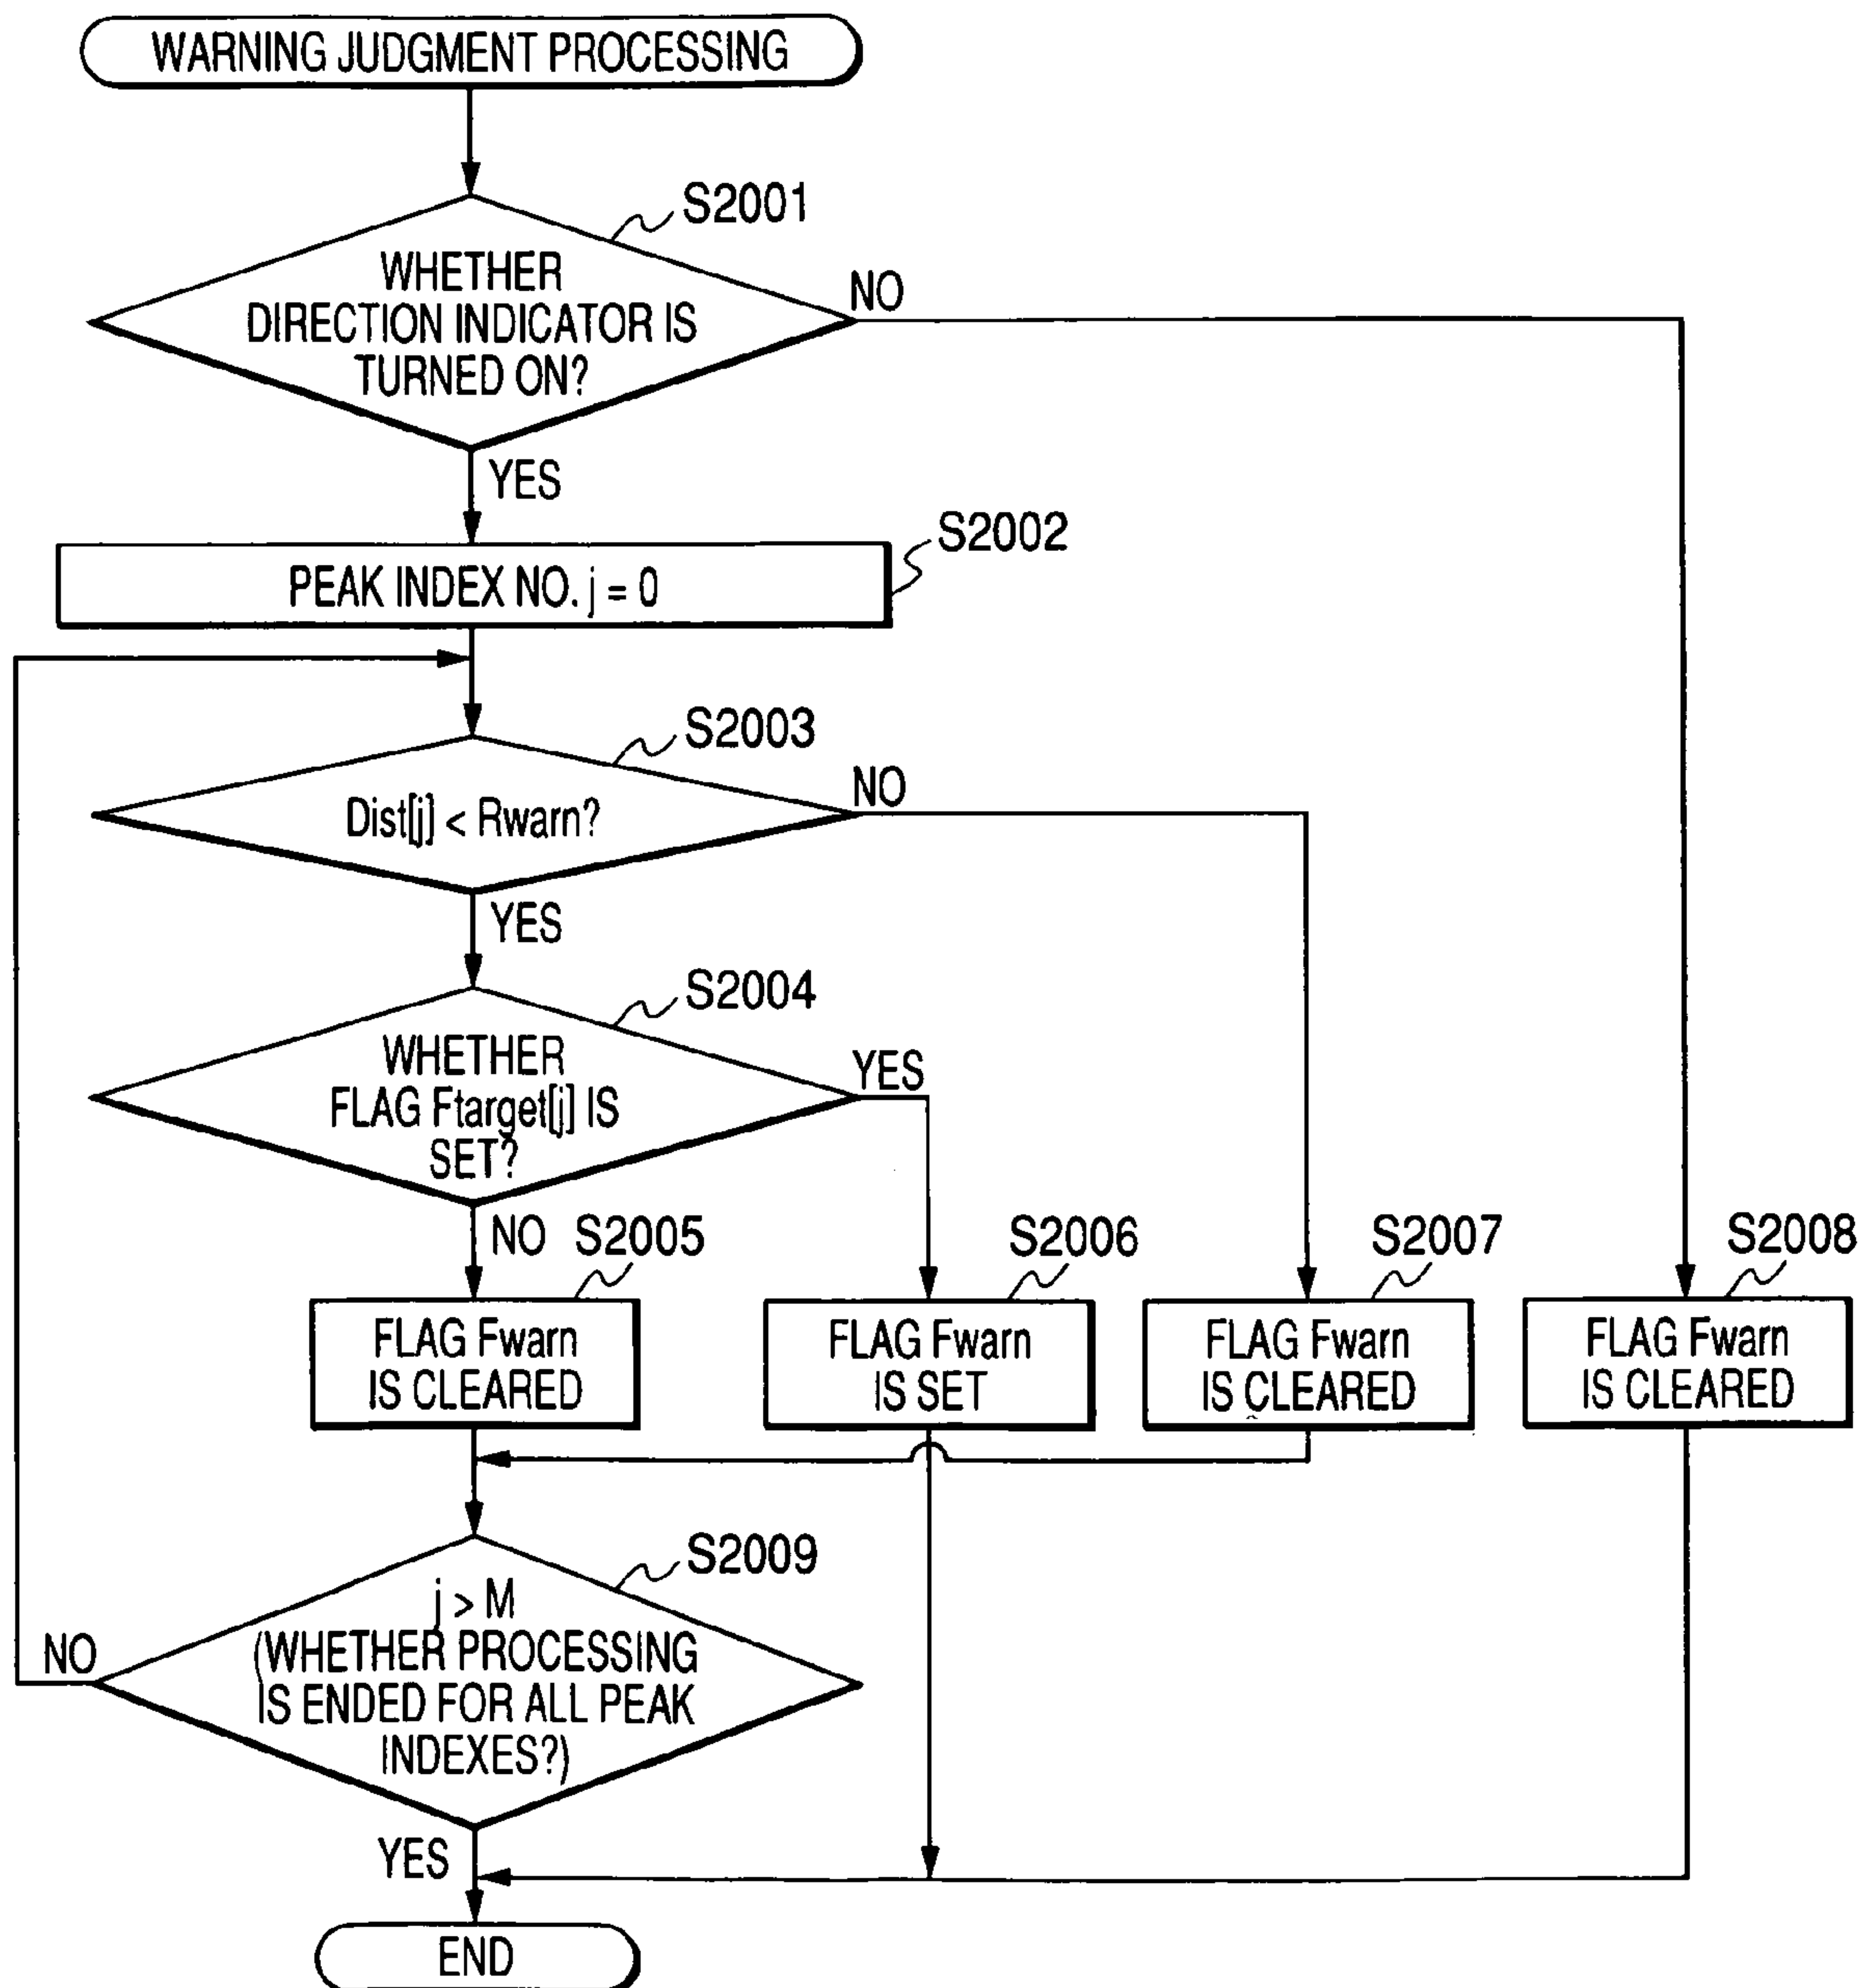 WARNING JUDGMENT PROCESSING
S2001
WHETHER
DIRECTION INDICATOR IS
TURNED ON?
NO
YES
S2002
PEAK INDEX NO. j = 0
S2003
Dist[j] < Rwarn?
NO
YES
S2004
WHETHER
FLAG Ftarget[j] IS
SET?
YES
NO
S2005
S2006
S2007
S2008
FLAG Fwarn
IS CLEARED
FLAG Fwarn
IS SET
FLAG Fwarn
IS CLEARED
FLAG Fwarn
IS CLEARED
S2009
j > M
(WHETHER PROCESSING
IS ENDED FOR ALL PEAK
INDEXES?)
NO
YES
END